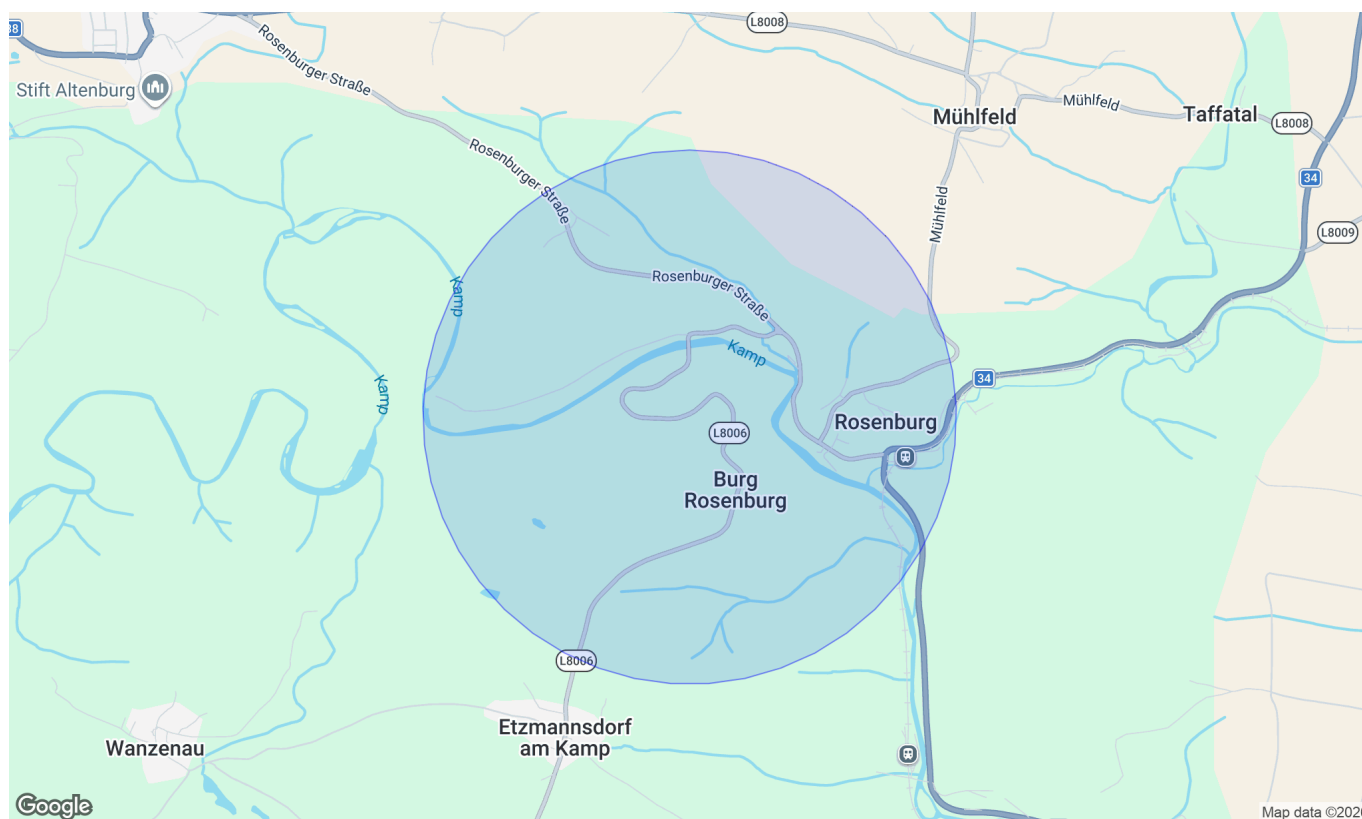 L8008
38
Rosenburger Straße
Stift Altenburg
Mühlfeld
Mühlfeld
Taffatal
L8008
Rosenburger Straße
34
Mühlfeld
L8009
Kamp
Rosenburger Straße
Kamp
Kamp
34
Rosenburg
L8006
Burg
Rosenburg
L8006
Etzmannsdorf
am Kamp
Wanzenau
Google
Map data ©2026